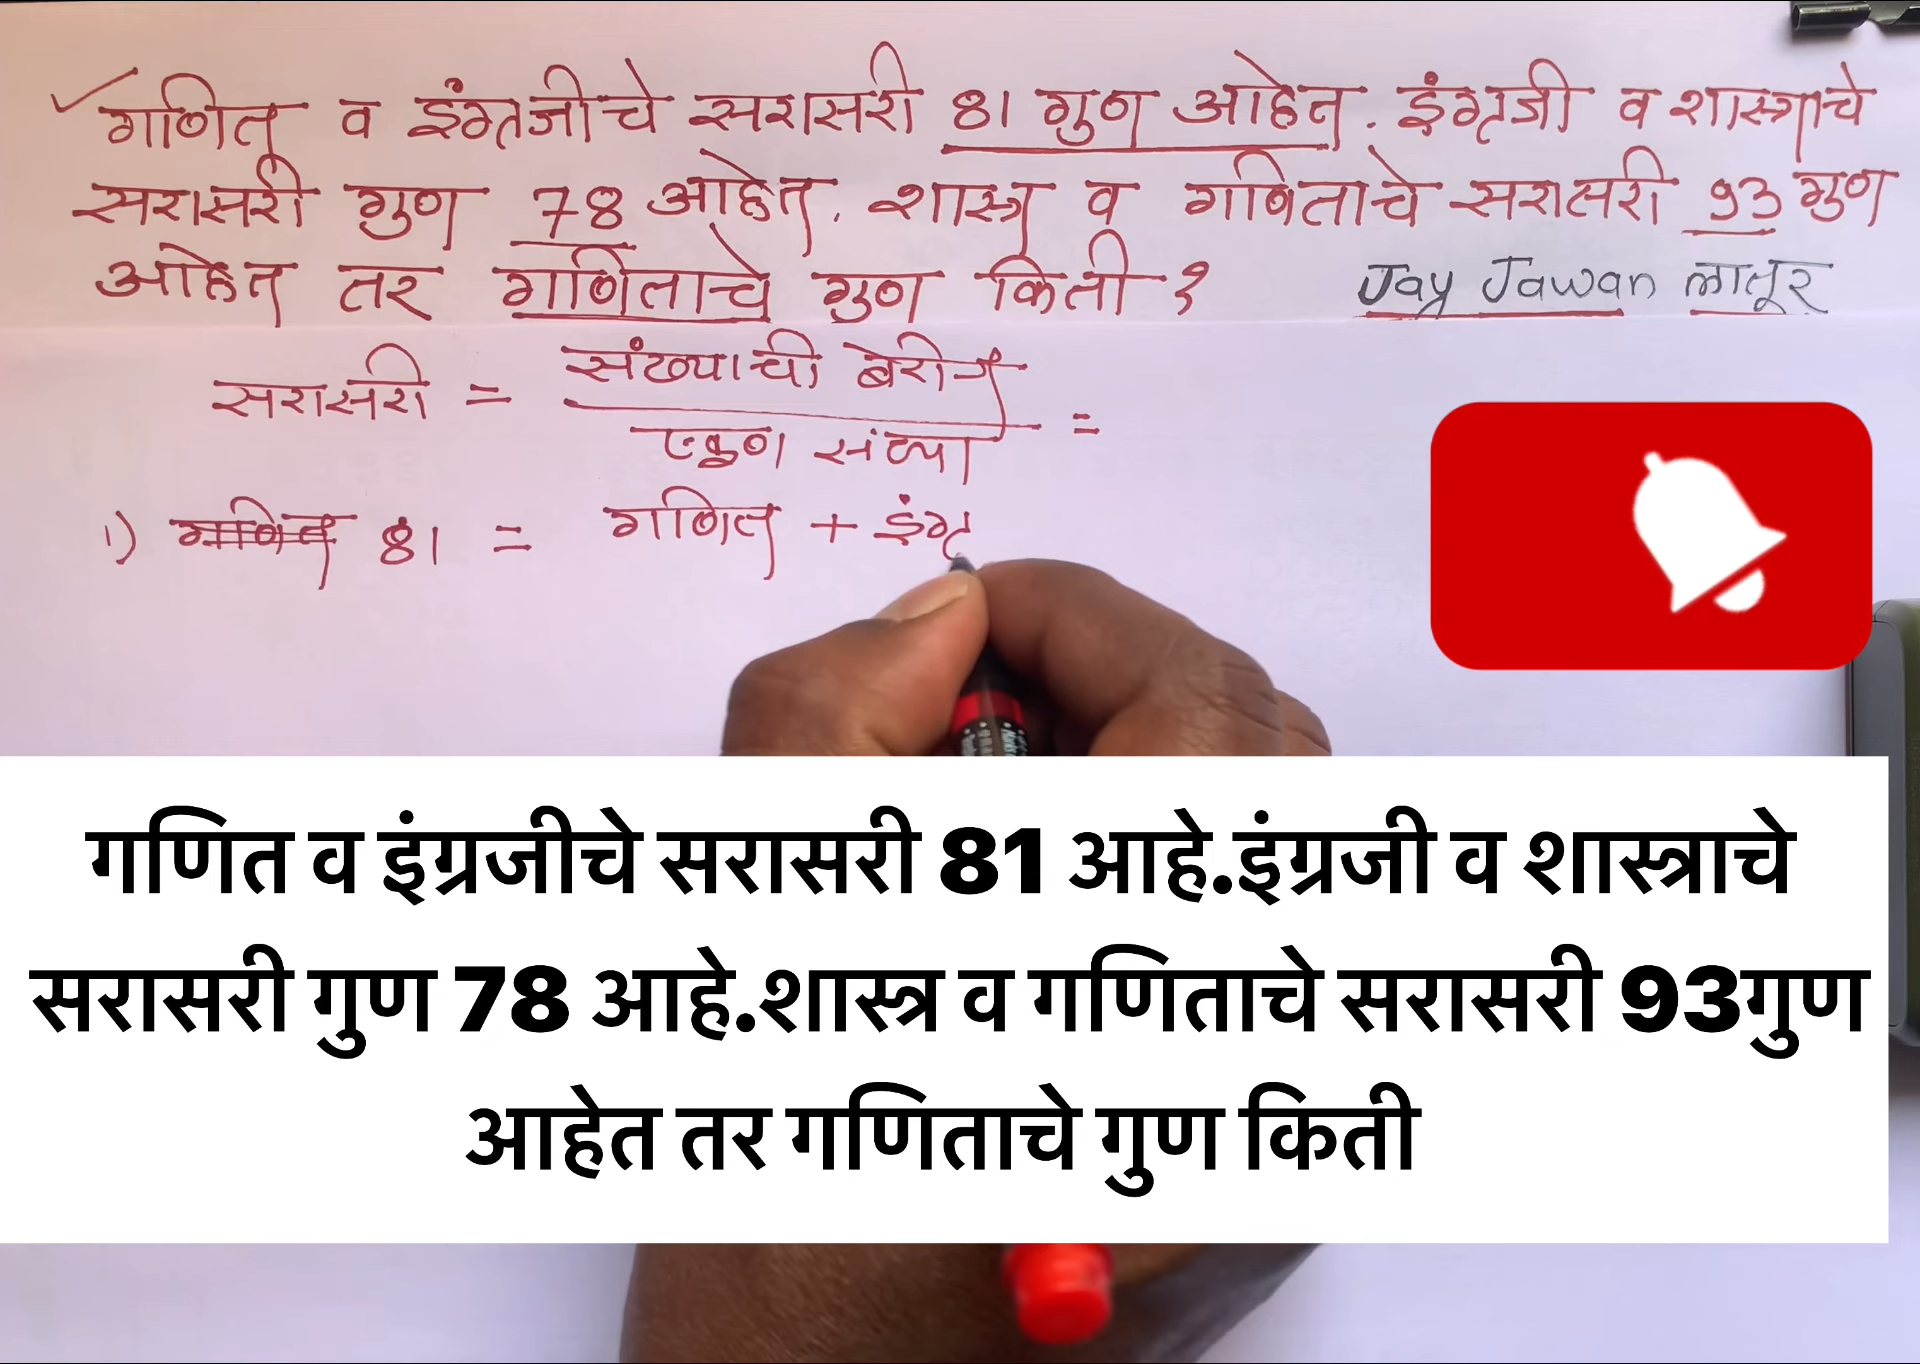 गणित व इंग्रजीचे सरासरी 81 गुण आहेत. इंग्रजी व शास्त्राचे
सरासरी गुण 78 आहेत. शास्त्र व गणिताचे सरासरी 93 गुण
आहेत तर गणिताचे गुण किती?
Jay Jawan लातूर
सरासरी = संख्याची बेरीज =
एकूण संख्या
1) गणित 81 = गणित + इंग्र
गणित व इंग्रजीचे सरासरी 81 आहे.इंग्रजी व शास्त्राचे
सरासरी गुण 78 आहे.शास्त्र व गणिताचे सरासरी 93गुण
आहेत तर गणिताचे गुण किती